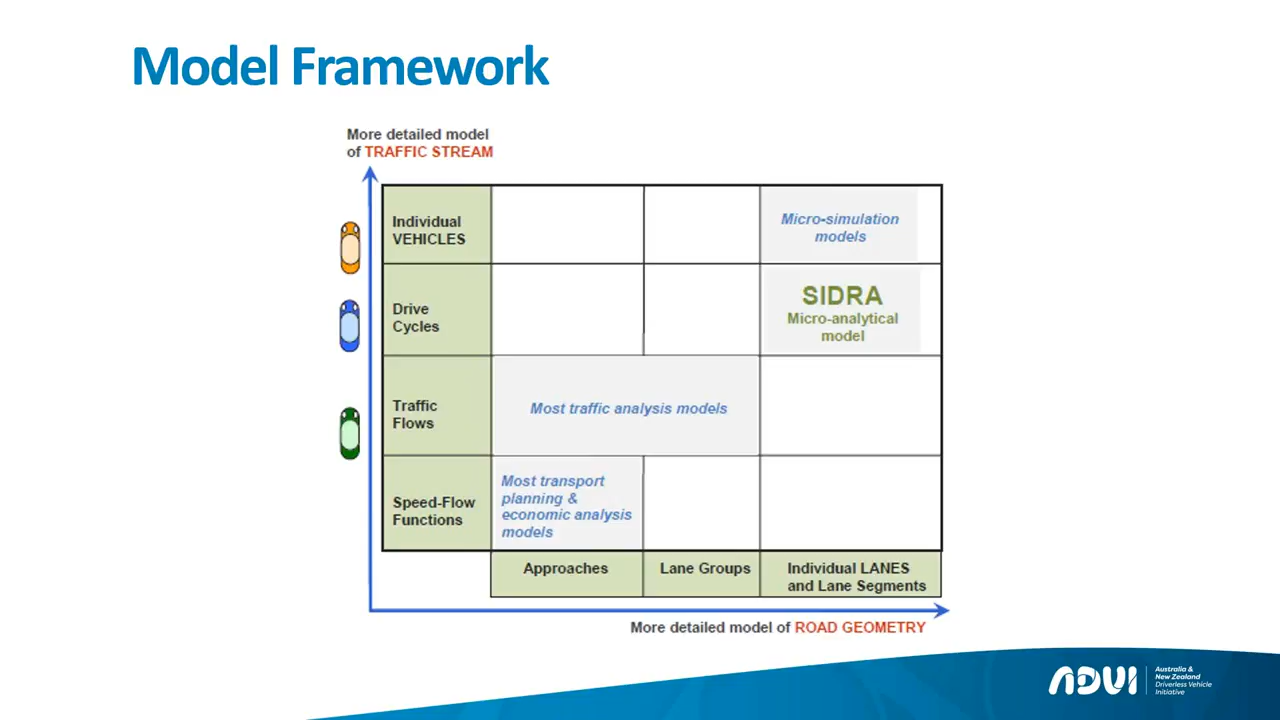 Model Framework
More detailed model
of TRAFFIC STREAM
Individual
VEHICLES
Micro-simulation
models
Drive
Cycles
SIDRA
Micro-analytical
model
Traffic
Flows
Most traffic analysis models
Speed-Flow
Functions
Most transport
planning &
economic analysis
models
Approaches
Lane Groups
Individual LANES
and Lane Segments
More detailed model of ROAD GEOMETRY
ADVI
Australia &
New Zealand
Driverless Vehicle
Initiative